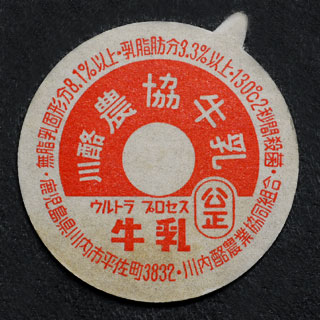 川酪農協牛乳
ウルトラ プロセス
公正
牛乳
・無脂乳固形分8.1%以上・乳脂肪分3.3%以上・130℃2秒間殺菌・
鹿児島県川内市平佐町3832・川内酪農業協同組合